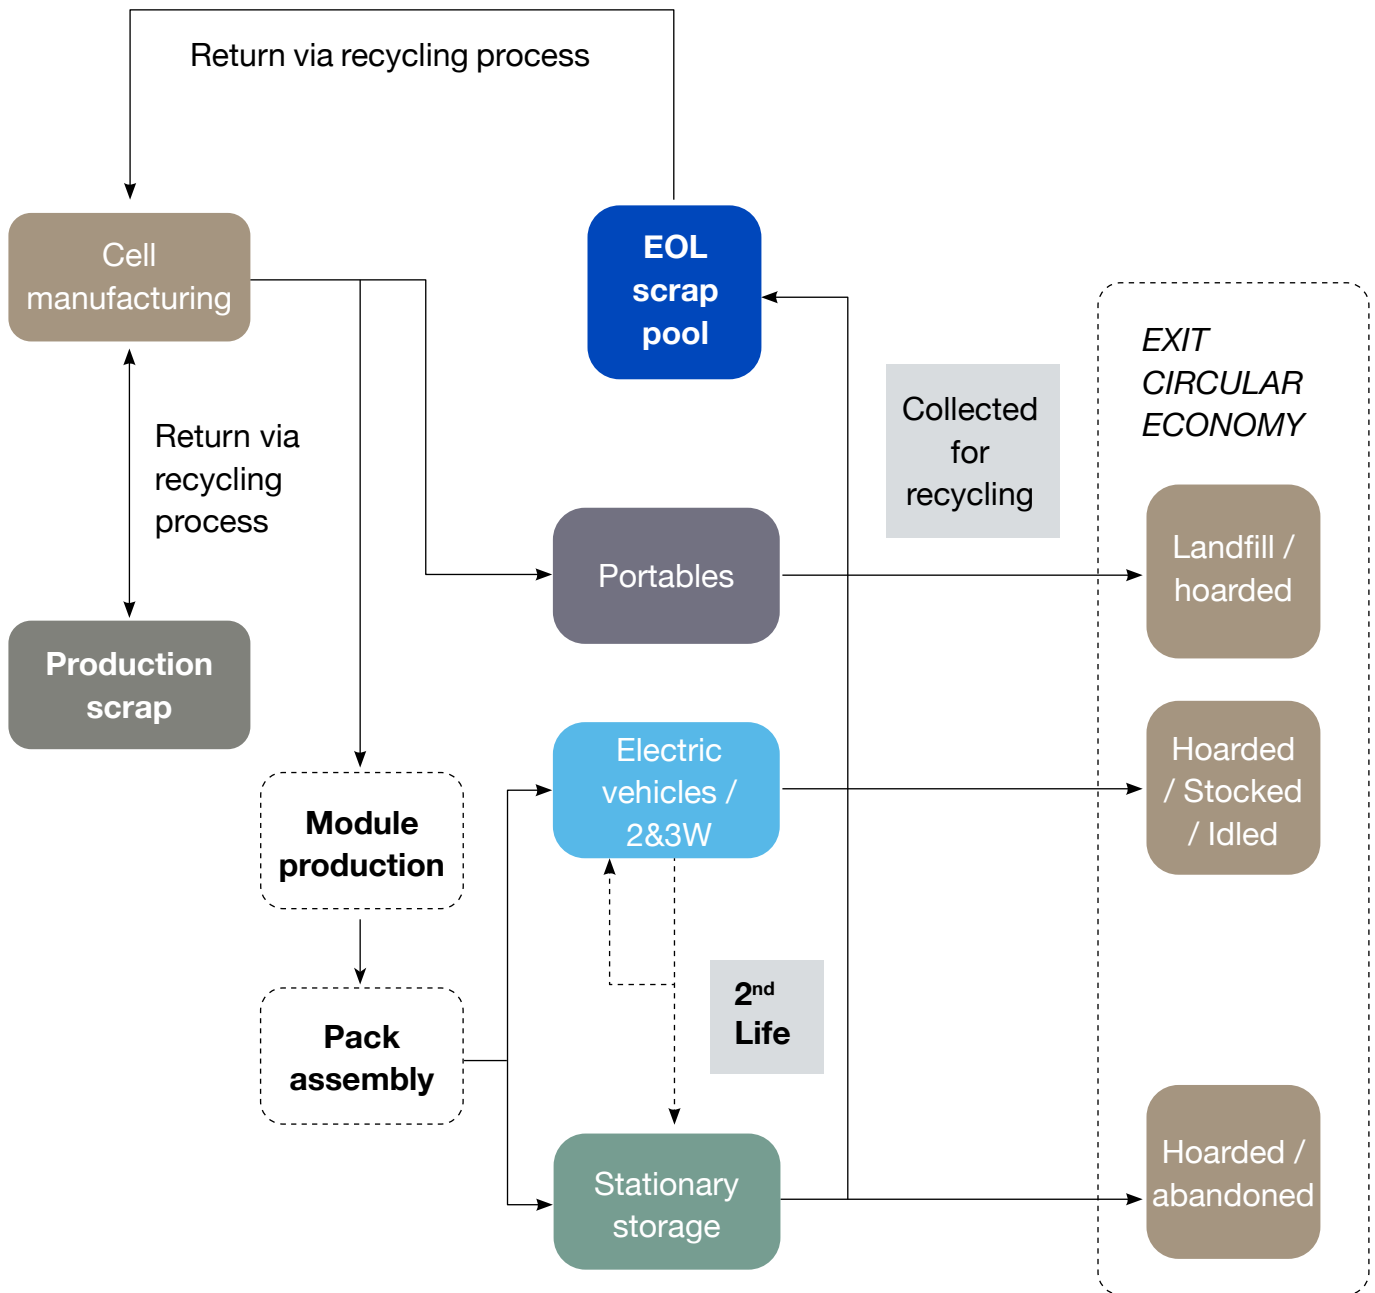 Return via recycling process
Cell
manufacturing
EOL
scrap
pool
EXIT
CIRCULAR
ECONOMY
Collected
for
recycling
Return via
recycling
process
Landfill /
hoarded
Portables
Production
scrap
Electric
vehicles /
2&3W
Hoarded
/ Stocked
/ Idled
Module
production
2nd
Life
Pack
assembly
Stationary
storage
Hoarded /
abandoned